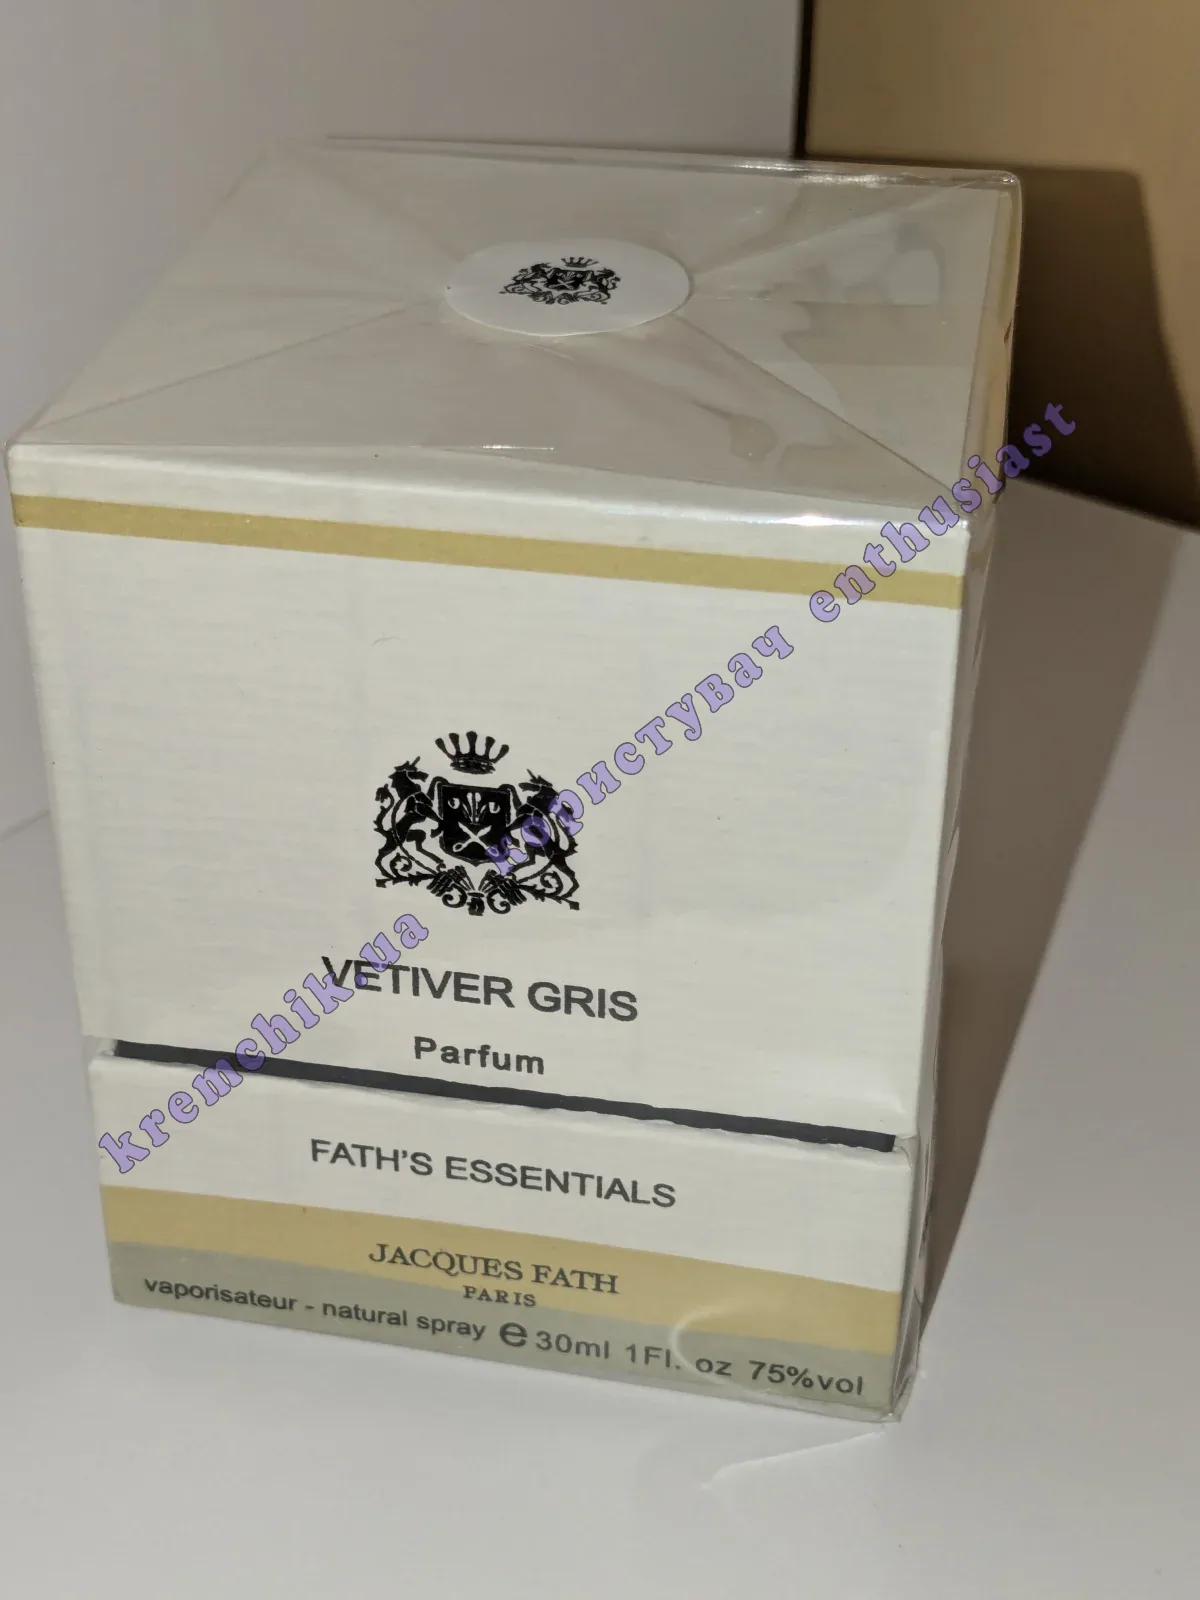 VETIVER GRIS
Parfum
FATH'S ESSENTIALS
JACQUES FATH
PARIS
vaporisateur - natural spray e 30ml 1Fl. oz 75%vol
kremchik.ua користувач enthusiast